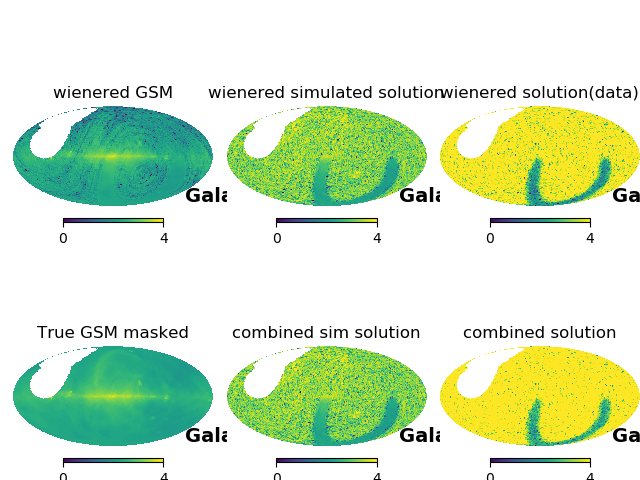 wienered GSM
wienered simulated solution
wienered solution(data)
Gala
Gala
Ga
0 4
0 4
0 4
True GSM masked
combined sim solution
combined solution
Gala
Gala
Ga
0 4
0 4
0 4